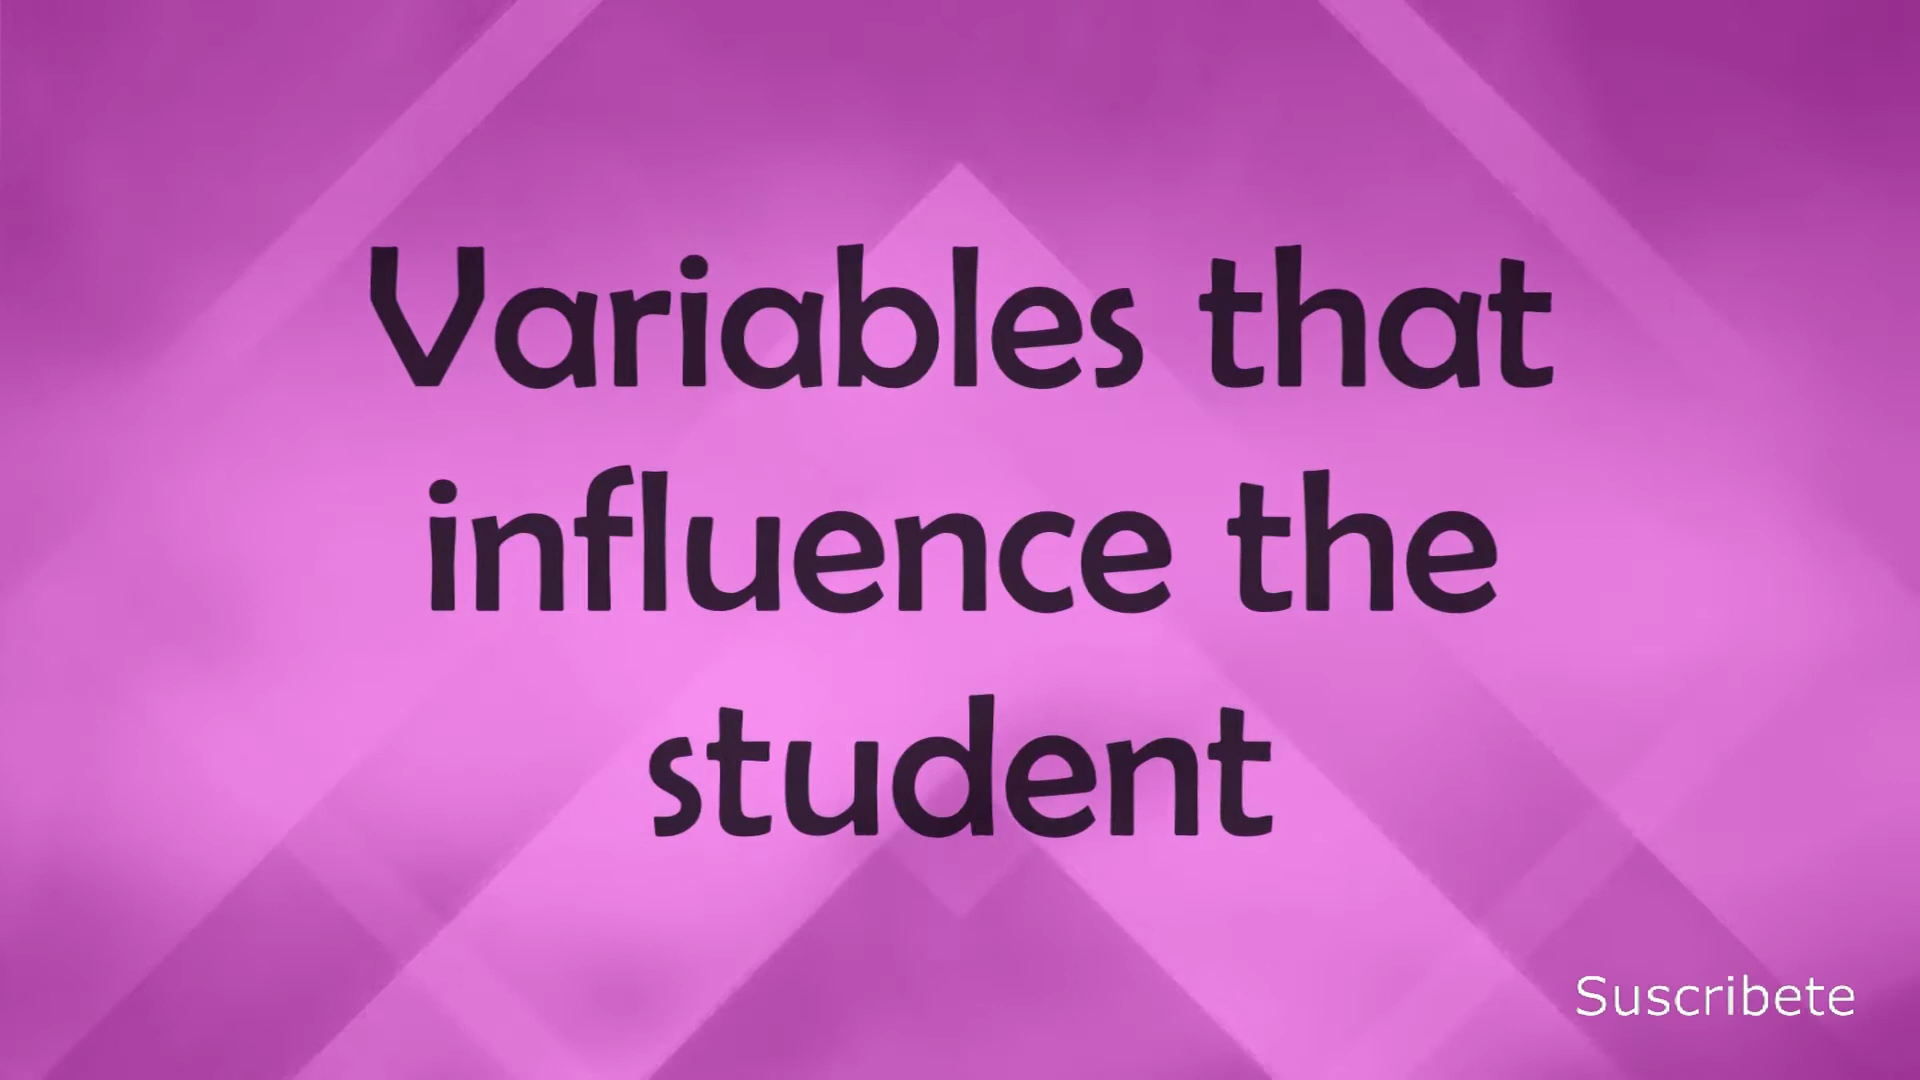 Variables that
influence the
student
Suscribete